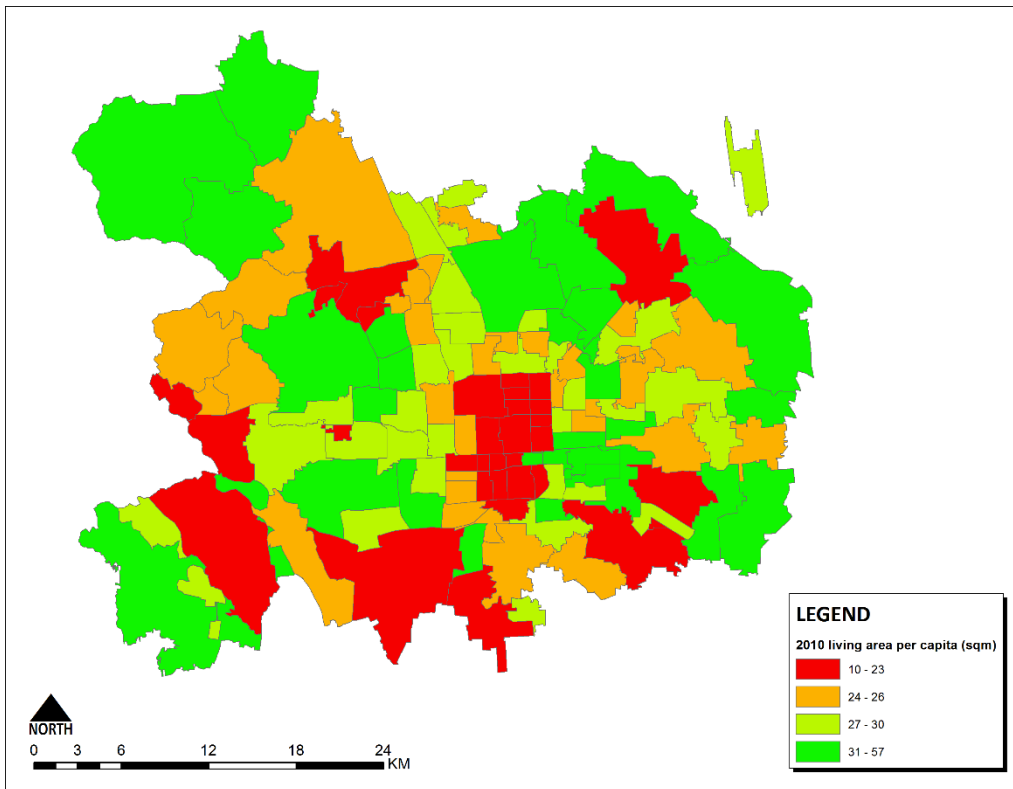 LEGEND
2010 living area per capita (sqm)
10 - 23
24 - 26
27 - 30
31 - 57
NORTH
0 3 6 12 18 24
KM